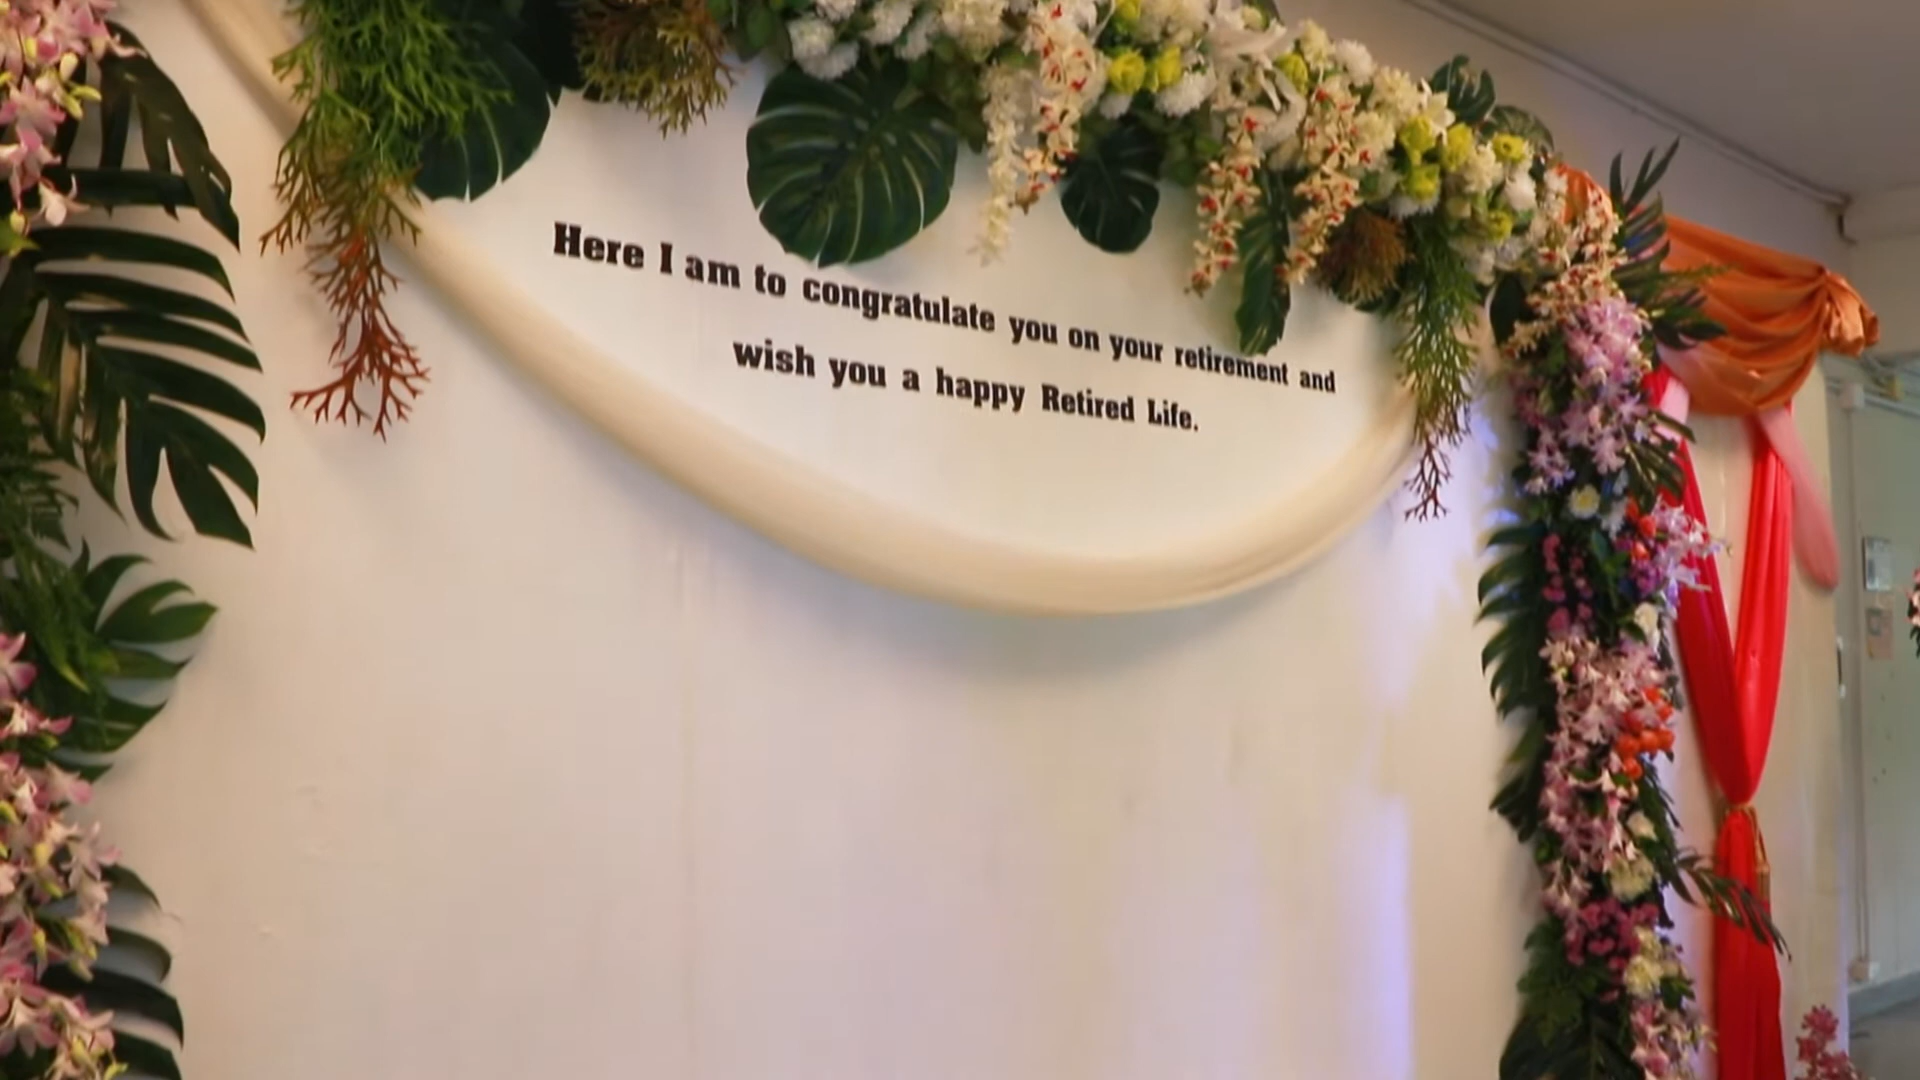 Here I am to congratulate you on your retirement and
wish you a happy Retired Life.